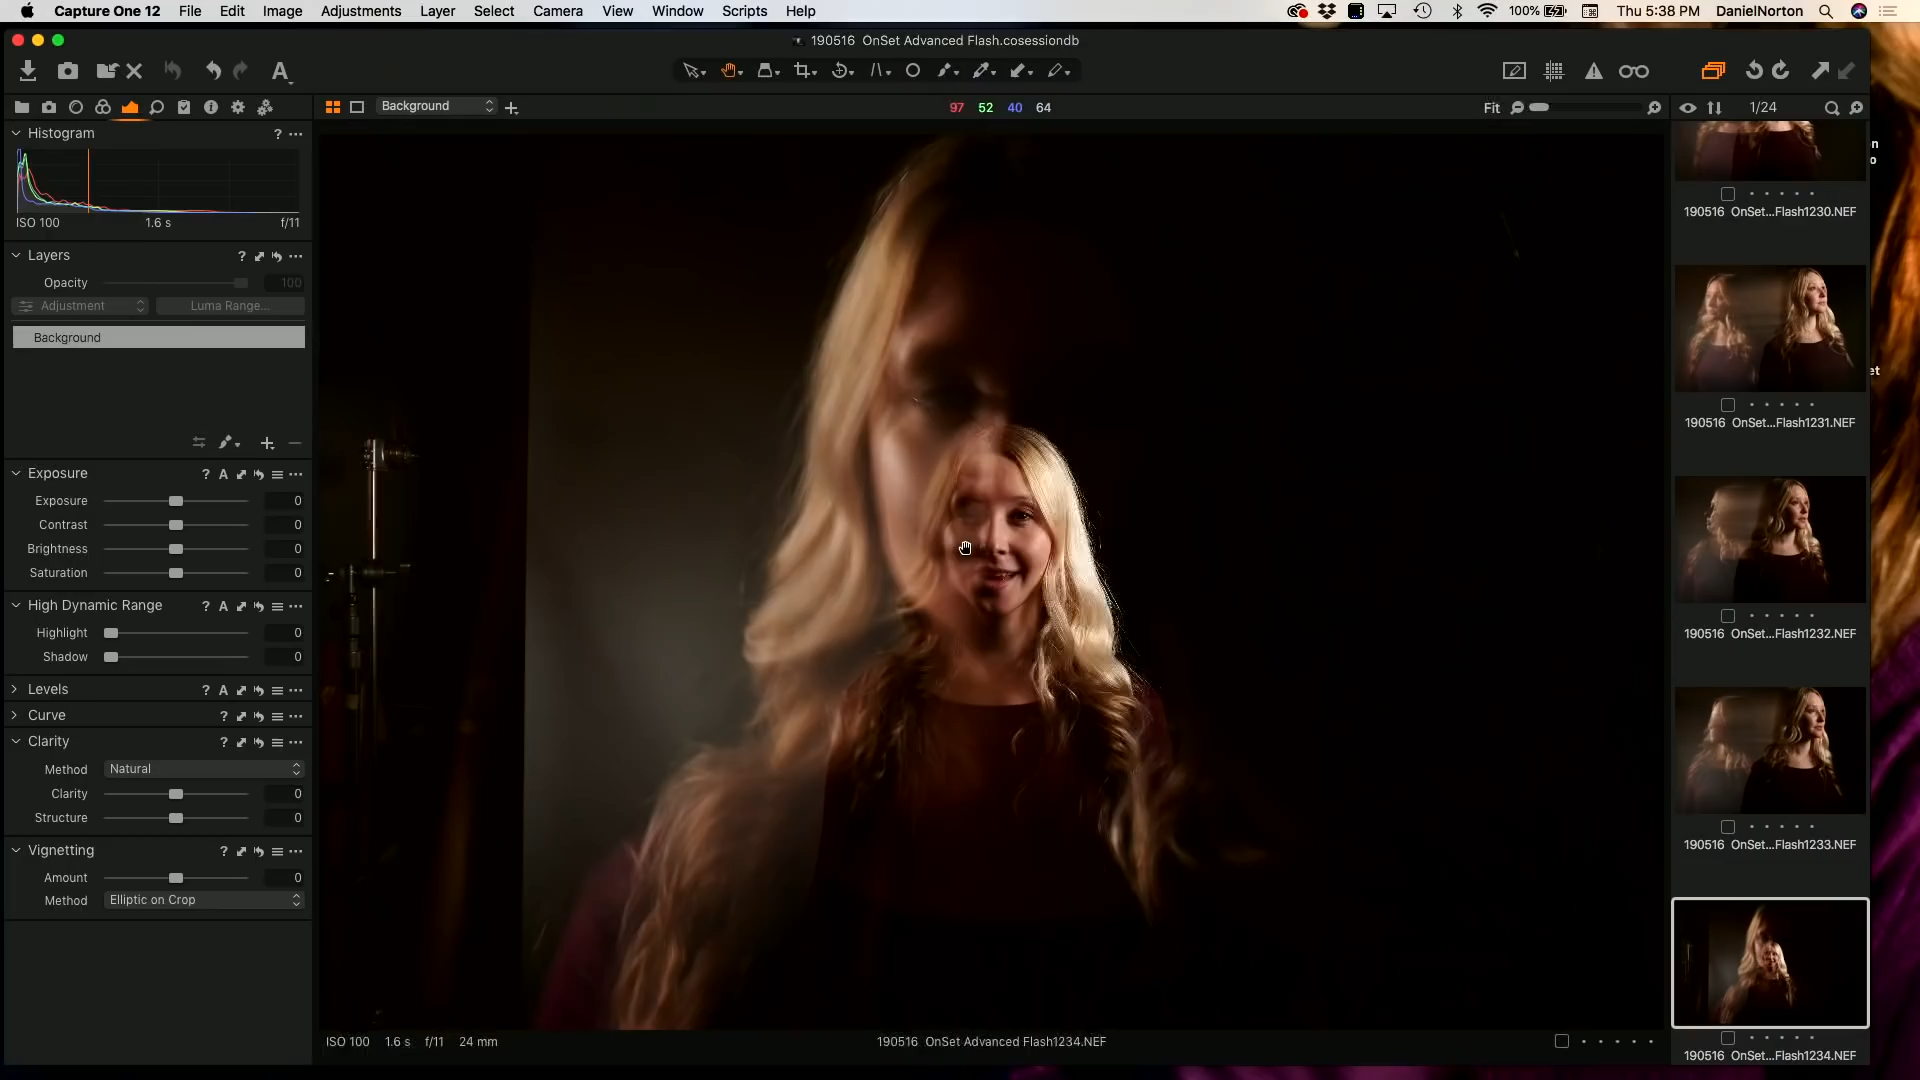 Capture One 12 File Edit Image Adjustments Layer Select Camera View Window Scripts Help 100% Thu 5:38 PM DanielNorton
190516 OnSet Advanced Flash.cosessiondb
A
Background 97 52 40 64 Fit 1/24
Histogram ?
ISO 100 1.6 s f/11
Layers ?
Opacity 100
Adjustment Luma Range...
Background
Exposure ? A
Exposure 0
Contrast 0
Brightness 0
Saturation 0
High Dynamic Range ? A
Highlight 0
Shadow 0
Levels ? A
Curve ?
Clarity ?
Method Natural
Clarity 0
Structure 0
Vignetting ?
Amount 0
Method Elliptic on Crop
ISO 100 1.6 s f/11 24 mm 190516 OnSet Advanced Flash1234.NEF
190516 OnSet...Flash1230.NEF
190516 OnSet...Flash1231.NEF
190516 OnSet...Flash1232.NEF
190516 OnSet...Flash1233.NEF
190516 OnSet...Flash1234.NEF